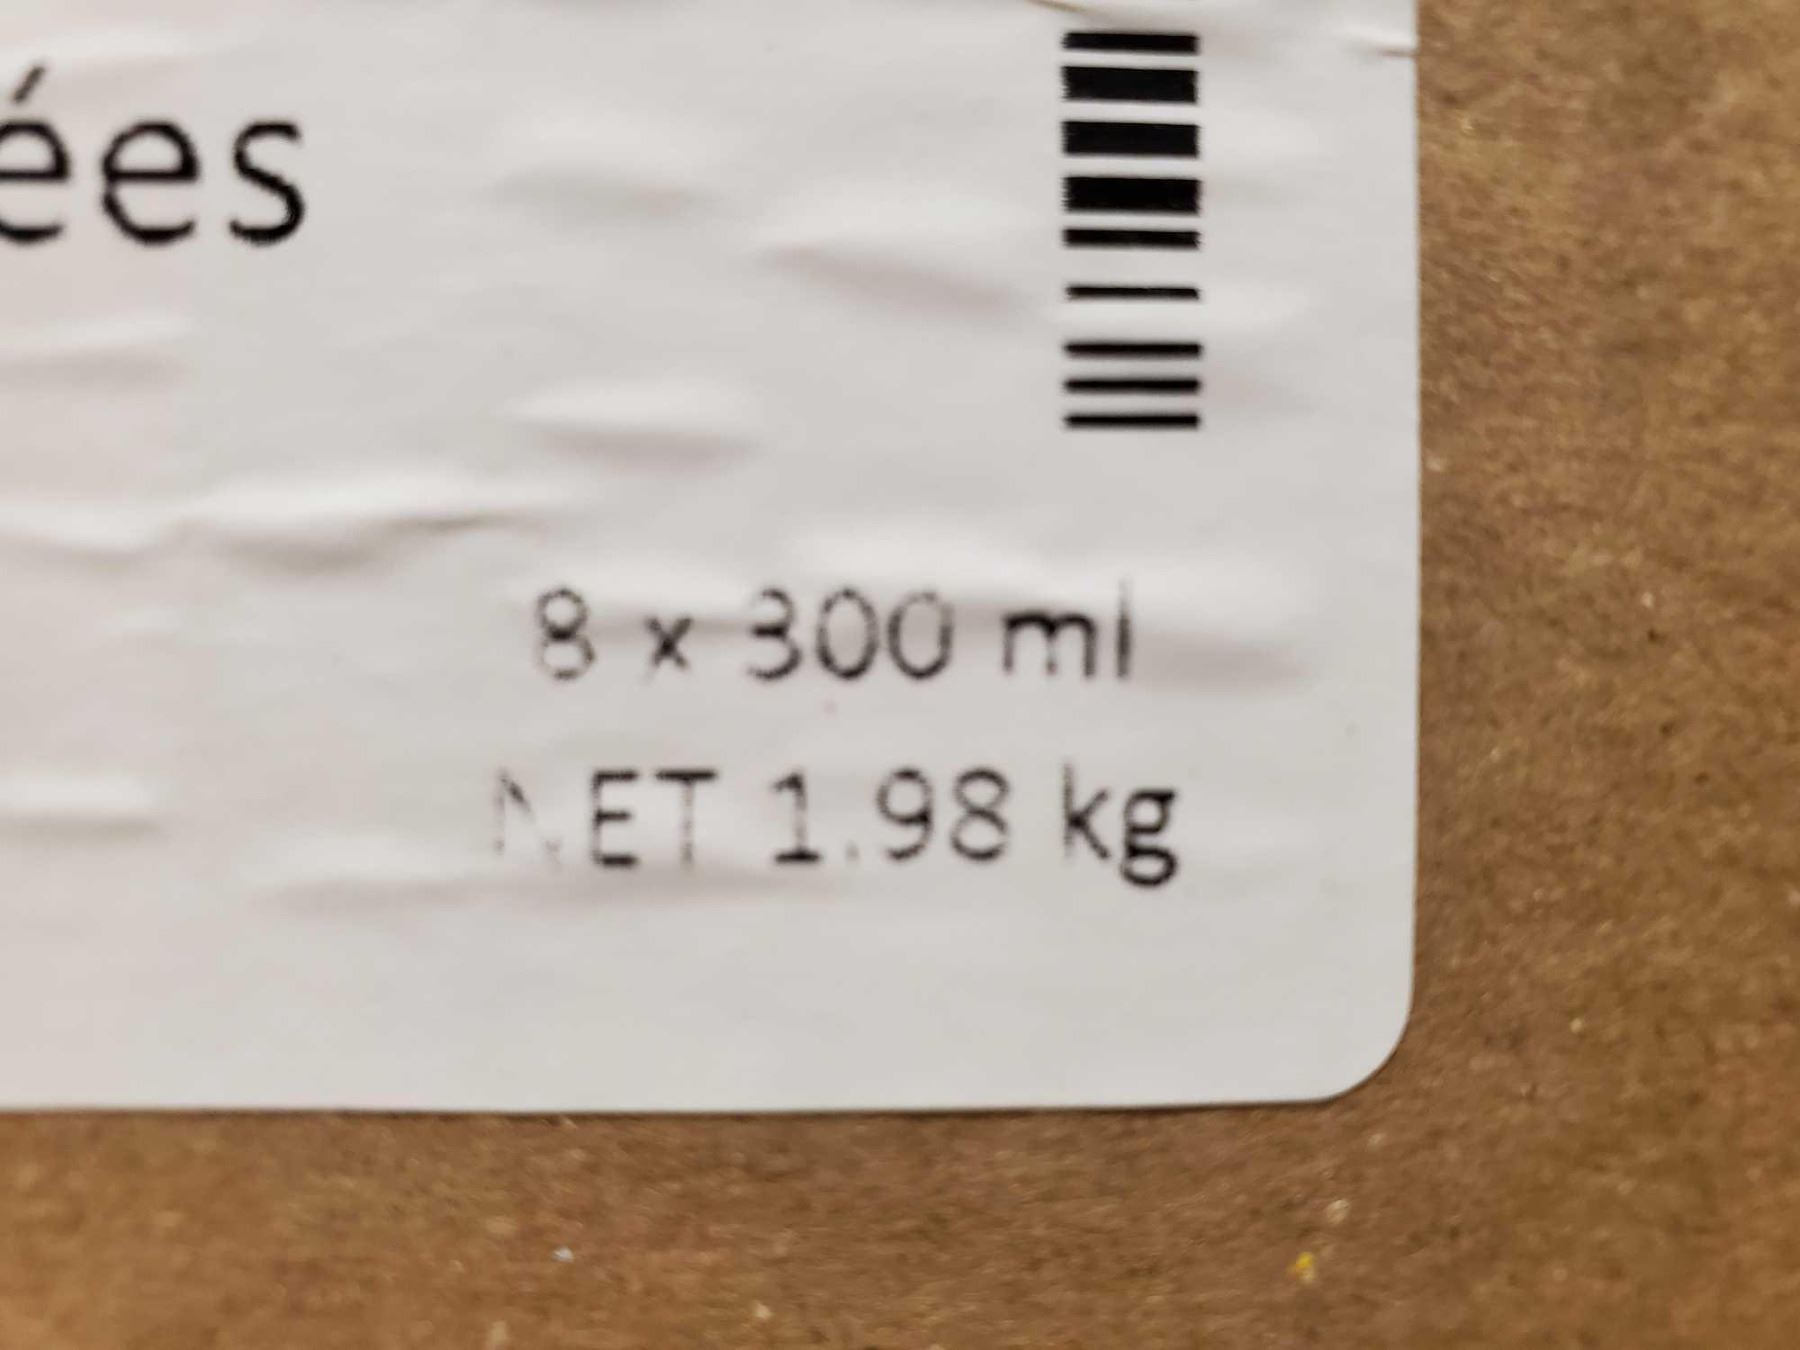 ées
8 x 300 ml
NET 1.98 kg